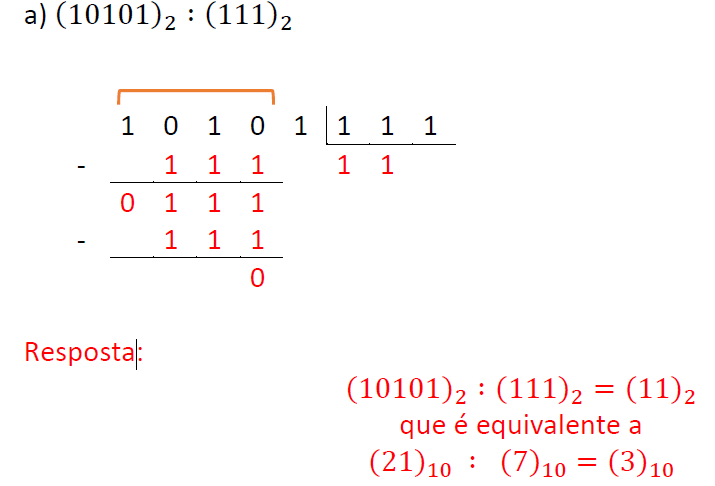 a) (10101)₂ : (111)₂
1 0 1 0 1 1 1 1
- 1 1 1 1 1
0 1 1 1
- 1 1 1
0
Resposta:
(10101)₂ : (111)₂ = (11)₂
que é equivalente a
(21)₁₀ : (7)₁₀ = (3)₁₀